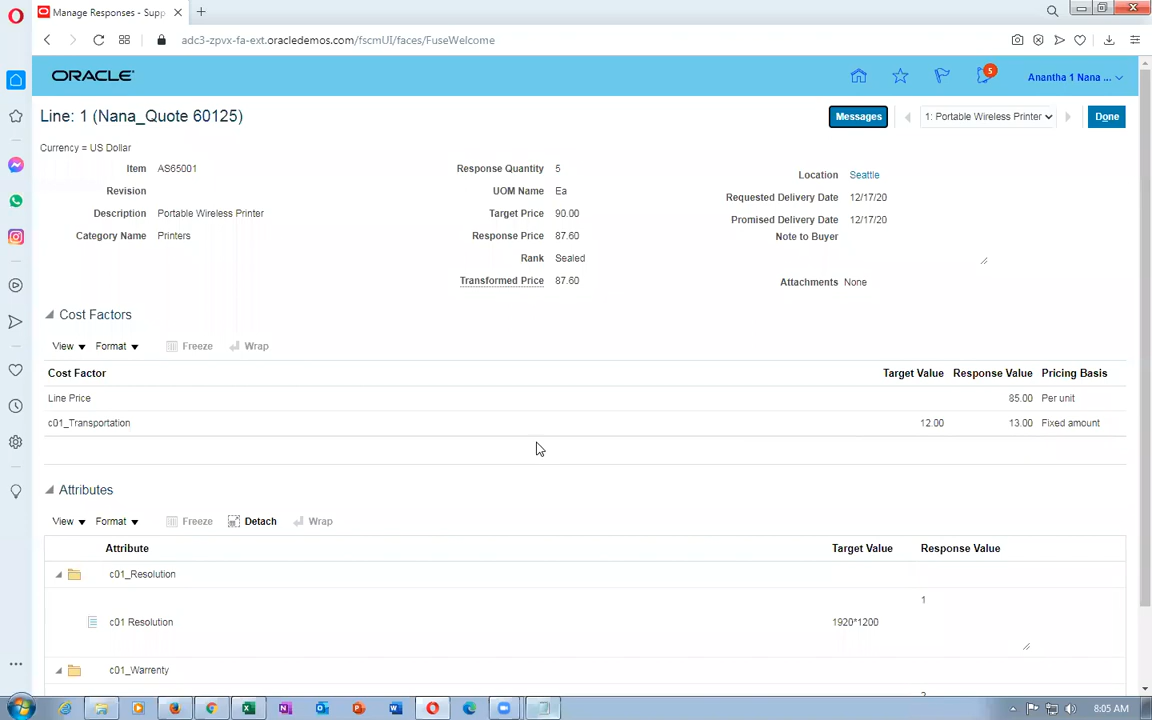 Manage Responses - Supp
adc3-zpvx-fa-ext.oracledemos.com/fscmUI/faces/FuseWelcome
ORACLE
5
Anantha 1 Nana ...
Line: 1 (Nana_Quote 60125)
Messages
1: Portable Wireless Printer
Done
Currency = US Dollar
Item AS65001
Revision
Description Portable Wireless Printer
Category Name Printers
Response Quantity 5
UOM Name Ea
Target Price 90.00
Response Price 87.60
Rank Sealed
Transformed Price 87.60
Location Seattle
Requested Delivery Date 12/17/20
Promised Delivery Date 12/17/20
Note to Buyer
Attachments None
Cost Factors
View Format Freeze Wrap
Cost Factor Target Value Response Value Pricing Basis
Line Price 85.00 Per unit
c01_Transportation 12.00 13.00 Fixed amount
Attributes
View Format Freeze Detach Wrap
Attribute Target Value Response Value
c01_Resolution
1
c01 Resolution 1920*1200
c01_Warrenty
8:05 AM